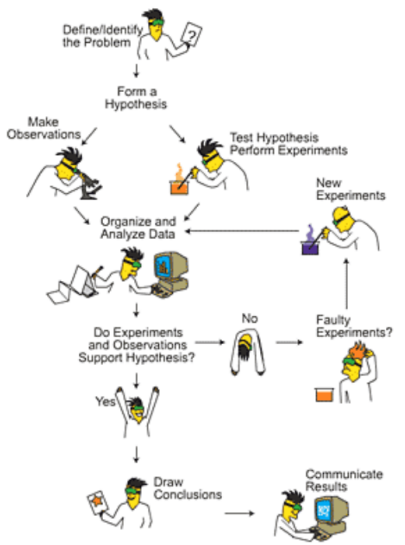 Define/Identify
the Problem
?
Form a
Hypothesis
Make
Observations
Test Hypothesis
Perform Experiments
New
Experiments
Organize and
Analyze Data
Do Experiments
and Observations
Support Hypothesis?
No
Faulty
Experiments?
Yes
Draw
Conclusions
Communicate
Results